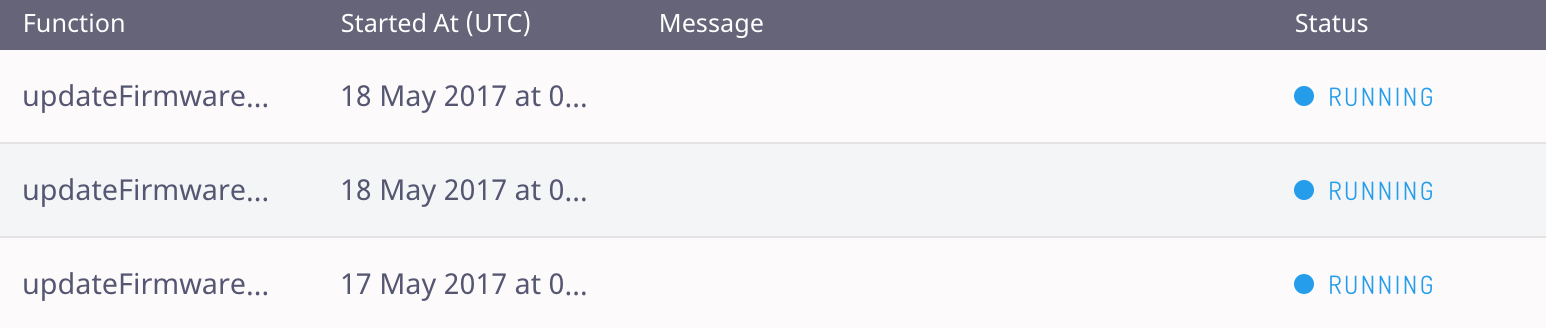 Function Started At (UTC) Message Status
updateFirmware... 18 May 2017 at 0... RUNNING
updateFirmware... 18 May 2017 at 0... RUNNING
updateFirmware... 17 May 2017 at 0... RUNNING